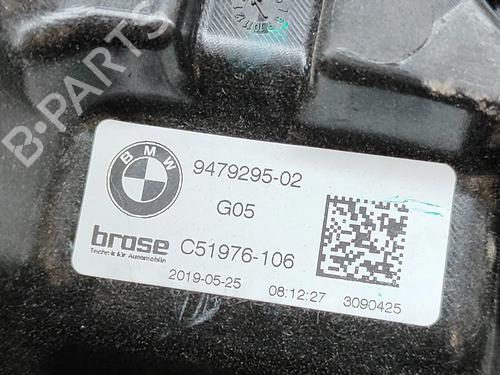 B-PARTS
BMW
9479295-02
G05
brose
Technik für Automobile
C51976-106
2019-05-25 08:12:27 3090425